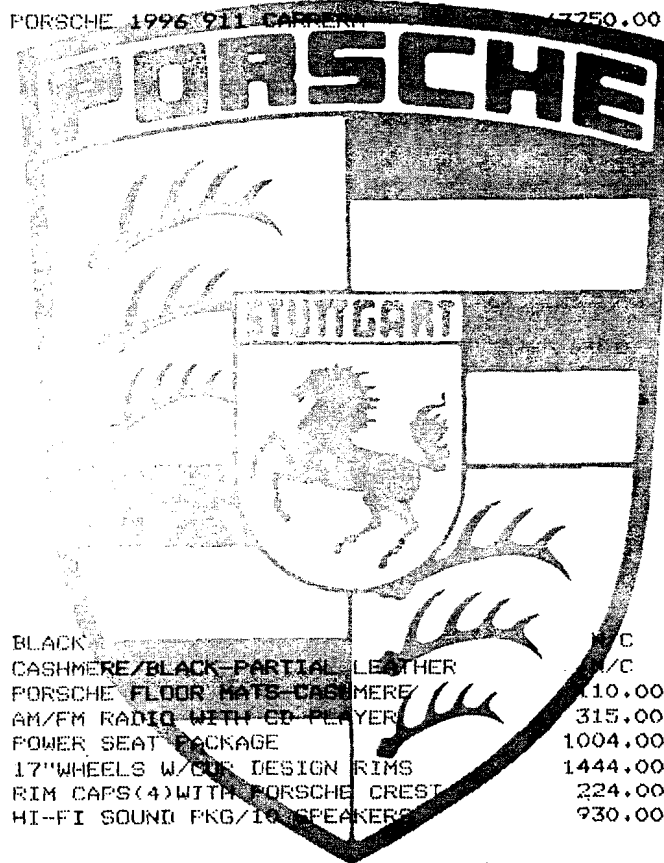 PORSCHE 1996 911 CARRERA
PORSCHE
STUTTGART
BLACK N/C
CASHMERE/BLACK-PARTIAL LEATHER N/C
PORSCHE FLOOR MATS-CASHMERE 110.00
AM/FM RADIO WITH CD PLAYER 315.00
POWER SEAT PACKAGE 1004.00
17"WHEELS W/CUP DESIGN RIMS 1444.00
RIM CAPS(4)WITH PORSCHE CREST 224.00
HI-FI SOUND PKG/10 SPEAKERS 930.00